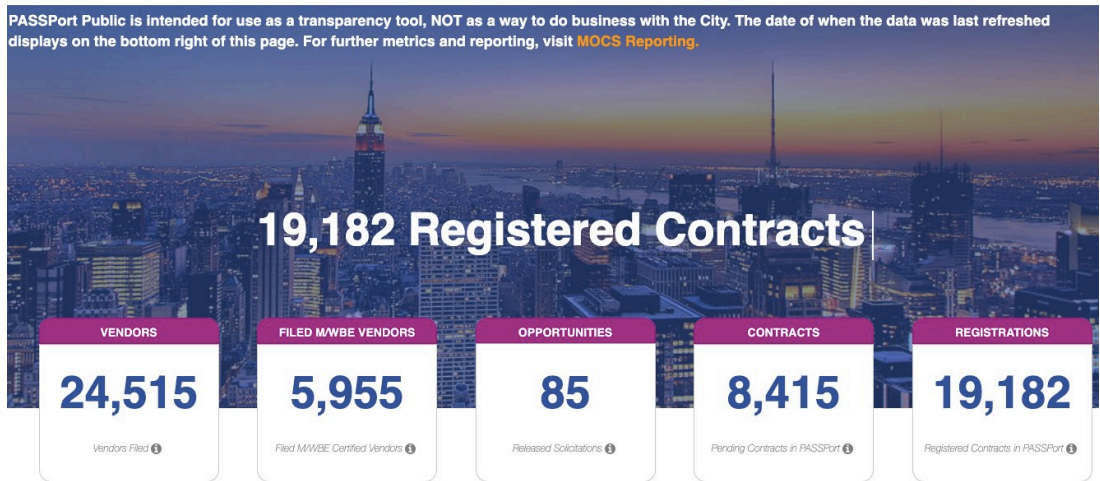 PASSPort Public is intended for use as a transparency tool, NOT as a way to do business with the City. The date of when the data was last refreshed
displays on the bottom right of this page. For further metrics and reporting, visit MOCS Reporting.
19,182 Registered Contracts
VENDORS
24,515
Vendors Filed
FILED M/WBE VENDORS
5,955
Filed M/WBE Certified Vendors
OPPORTUNITIES
85
Released Solicitations
CONTRACTS
8,415
Pending Contracts in PASSPort
REGISTRATIONS
19,182
Registered Contracts in PASSPort